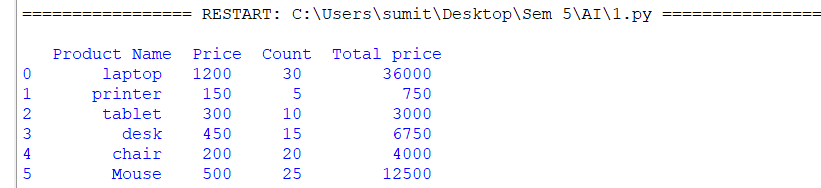 ================= RESTART: C:\Users\sumit\Desktop\Sem 5\AI\1.py ================
Product Name Price Count Total price
0 laptop 1200 30 36000
1 printer 150 5 750
2 tablet 300 10 3000
3 desk 450 15 6750
4 chair 200 20 4000
5 Mouse 500 25 12500